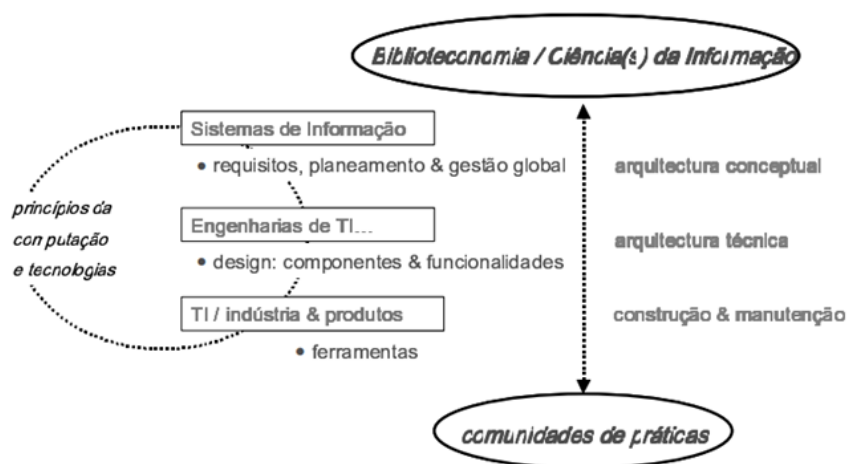 Biblioteconomia / Ciência(s) da Informação
Sistemas de Informação
• requisitos, planeamento & gestão global
arquitectura conceptual
princípios da
computação
e tecnologias
Engenharias de TI...
• design: componentes & funcionalidades
arquitectura técnica
TI / indústria & produtos
• ferramentas
construção & manutenção
comunidades de práticas